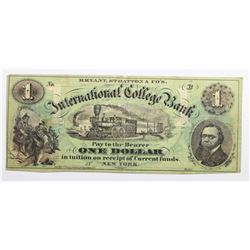 BRYANT, STRATTON & CO'S.
No.
International College Bank
1
1
Pay to the Bearer
ONE DOLLAR
in tuition on receipt of Current funds.
NEW YORK.